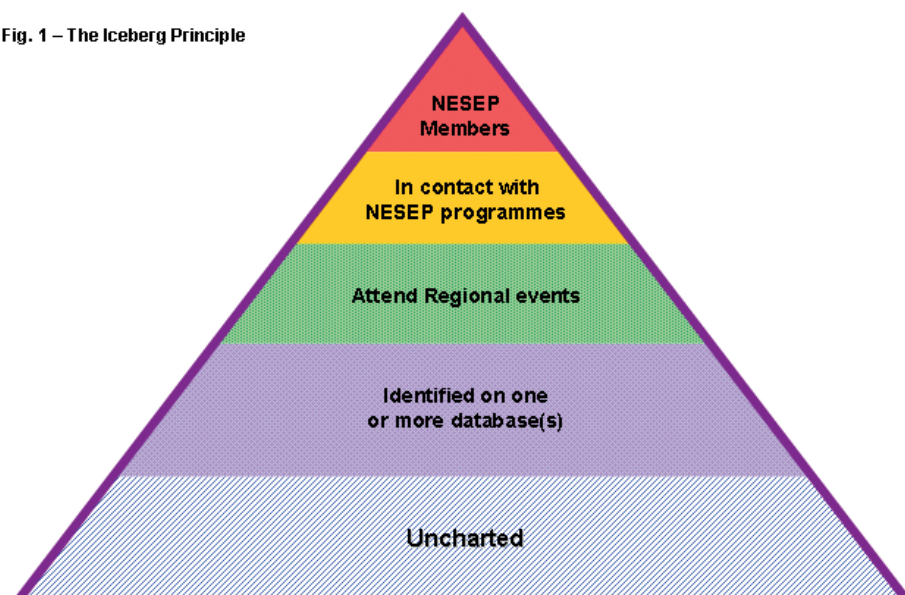 Fig. 1 – The Iceberg Principle
NESEP
Members
In contact with
NESEP programmes
Attend Regional events
Identified on one
or more database(s)
Uncharted